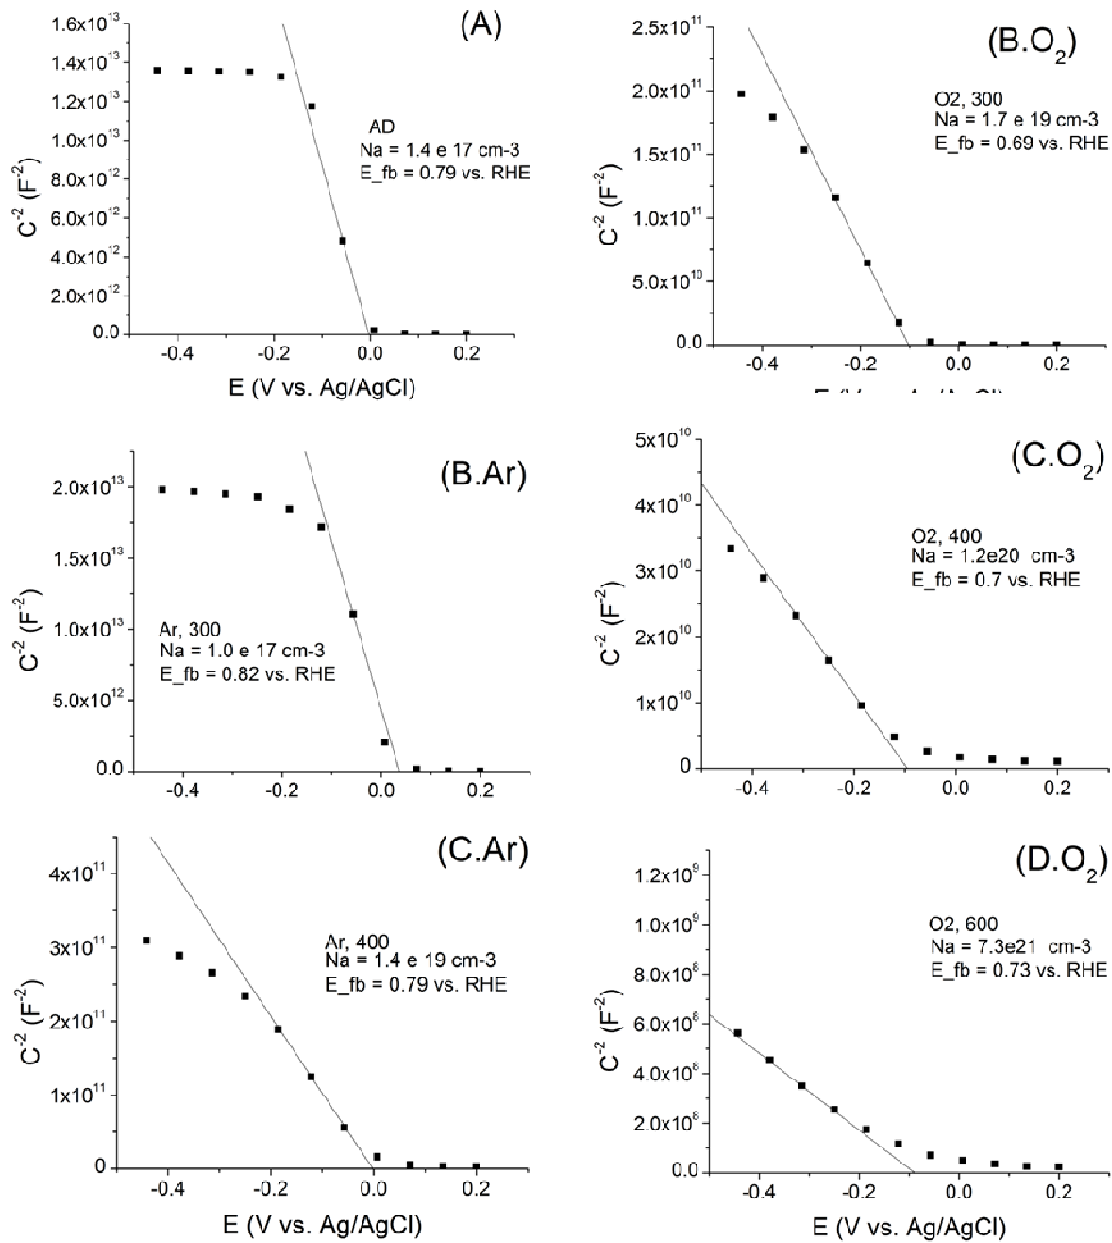 (A)
1.6x10⁻¹³
1.4x10⁻¹³
1.2x10⁻¹³
1.0x10⁻¹³
8.0x10⁻¹²
6.0x10⁻¹²
4.0x10⁻¹²
2.0x10⁻¹²
0.0
C⁻² (F⁻²)
AD
Na = 1.4 e 17 cm-3
E_fb = 0.79 vs. RHE
-0.4 -0.2 0.0 0.2
E (V vs. Ag/AgCl)
(B.O₂)
2.5x10¹¹
2.0x10¹¹
1.5x10¹¹
1.0x10¹¹
5.0x10¹⁰
0.0
C⁻² (F⁻²)
O2, 300
Na = 1.7 e 19 cm-3
E_fb = 0.69 vs. RHE
-0.4 -0.2 0.0 0.2
(B.Ar)
2.0x10¹³
1.5x10¹³
1.0x10¹³
5.0x10¹²
0.0
C⁻² (F⁻²)
Ar, 300
Na = 1.0 e 17 cm-3
E_fb = 0.82 vs. RHE
-0.4 -0.2 0.0 0.2
(C.O₂)
5x10¹⁰
4x10¹⁰
3x10¹⁰
2x10¹⁰
1x10¹⁰
0
C⁻² (F⁻²)
O2, 400
Na = 1.2e20 cm-3
E_fb = 0.7 vs. RHE
-0.4 -0.2 0.0 0.2
(C.Ar)
4x10¹¹
3x10¹¹
2x10¹¹
1x10¹¹
0
C⁻² (F⁻²)
Ar, 400
Na = 1.4 e 19 cm-3
E_fb = 0.79 vs. RHE
-0.4 -0.2 0.0 0.2
E (V vs. Ag/AgCl)
(D.O₂)
1.2x10⁹
1.0x10⁹
8.0x10⁸
6.0x10⁸
4.0x10⁸
2.0x10⁸
0.0
C⁻² (F⁻²)
O2, 600
Na = 7.3e21 cm-3
E_fb = 0.73 vs. RHE
-0.4 -0.2 0.0 0.2
E (V vs. Ag/AgCl)